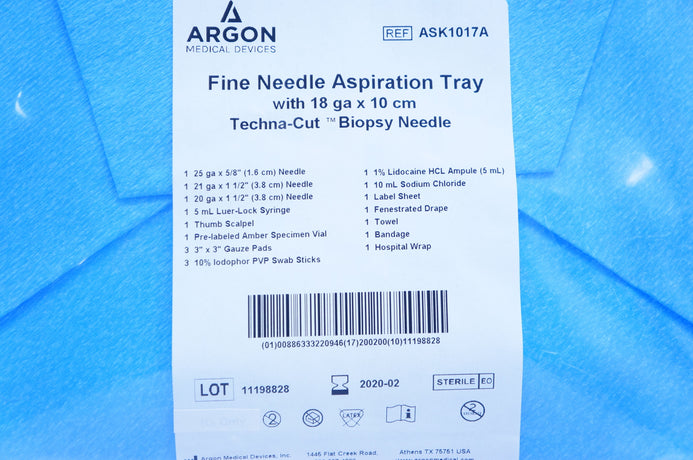 ARGON
MEDICAL DEVICES
REF ASK1017A
Fine Needle Aspiration Tray
with 18 ga x 10 cm
Techna-Cut ™ Biopsy Needle
1 25 ga x 5/8" (1.6 cm) Needle
1 21 ga x 1 1/2" (3.8 cm) Needle
1 20 ga x 1 1/2" (3.8 cm) Needle
1 5 mL Luer-Lock Syringe
1 Thumb Scalpel
1 Pre-labeled Amber Specimen Vial
3 3" x 3" Gauze Pads
3 10% Iodophor PVP Swab Sticks
1 1% Lidocaine HCL Ampule (5 mL)
1 10 mL Sodium Chloride
1 Label Sheet
1 Fenestrated Drape
1 Towel
1 Bandage
1 Hospital Wrap
(01)00886333220946(17)200200(10)11198828
LOT 11198828
2020-02
STERILE EO
Rx Only
2
LATEX
i
2
Argon Medical Devices, Inc.
1445 Flat Creek Road,
Athens TX 75751 USA